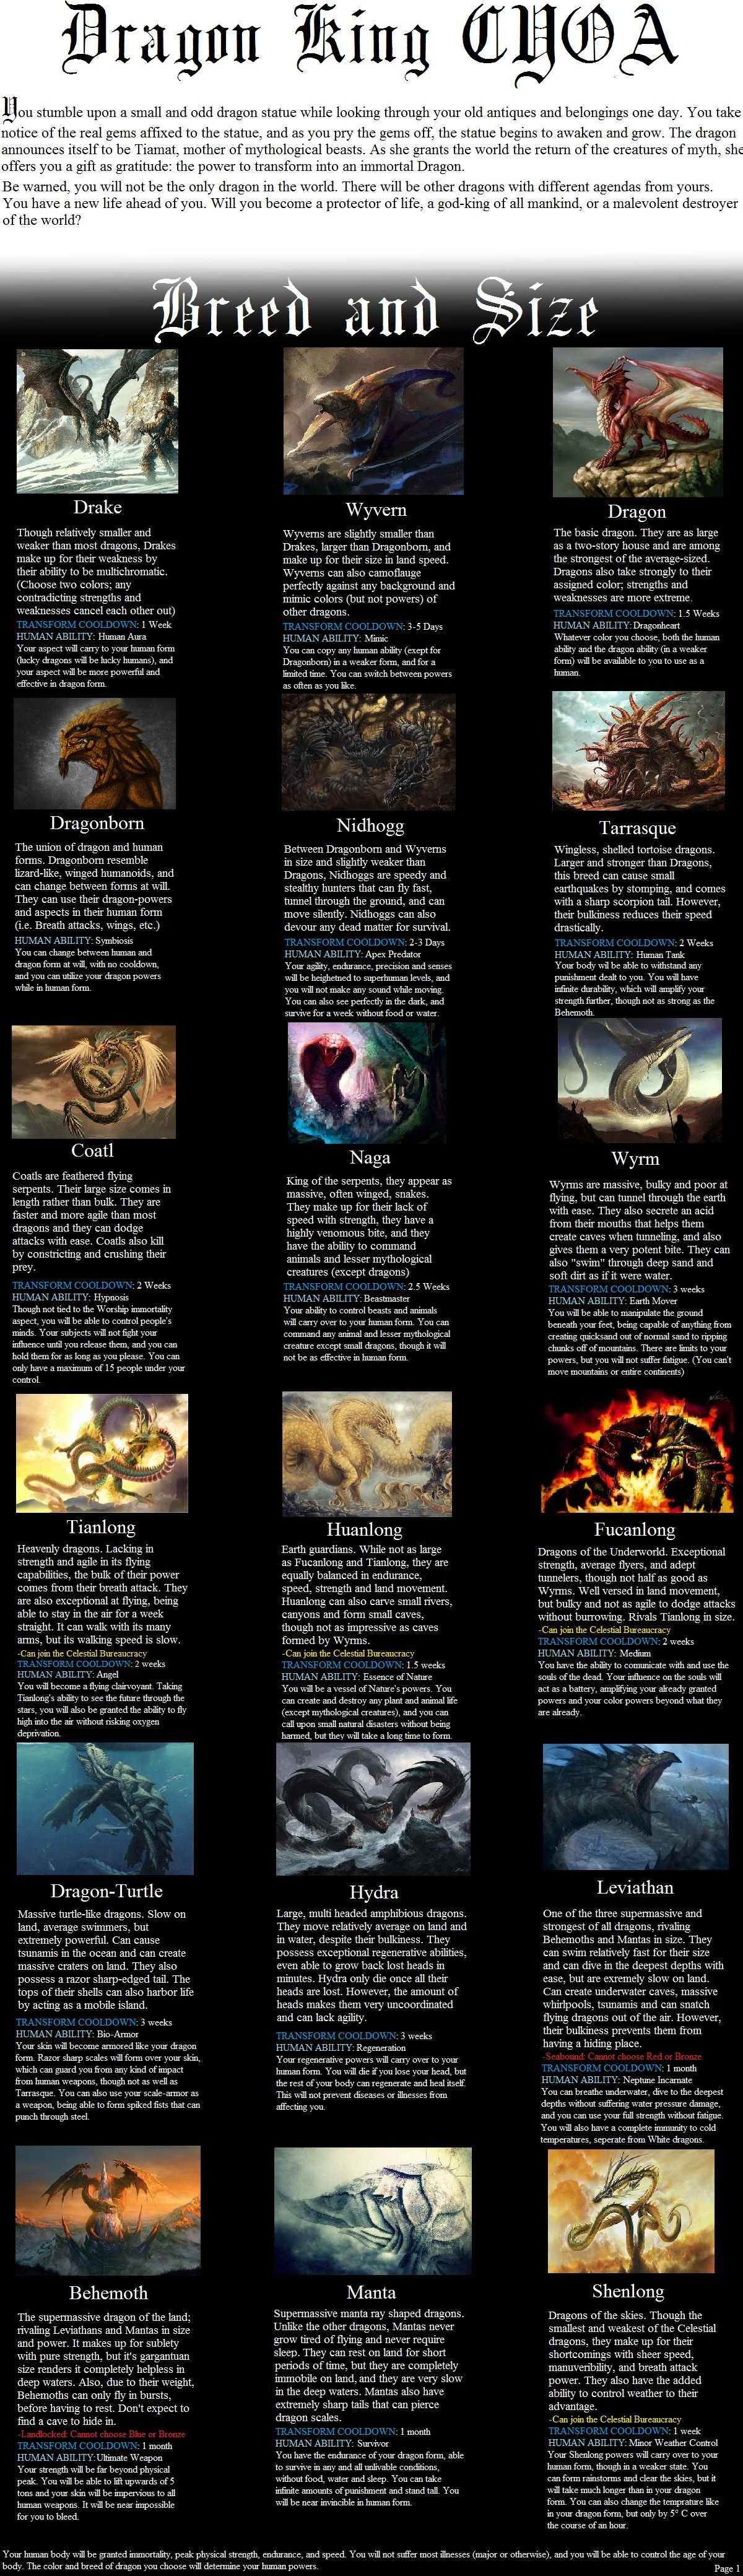 Dragon King CYOA
You stumble upon a small and odd dragon statue while looking through your old antiques and belongings one day. You take
notice of the real gems affixed to the statue, and as you pry the gems off, the statue begins to awaken and grow. The dragon
announces itself to be Tiamat, mother of mythological beasts. As she grants the world the return of the creatures of myth, she
offers you a gift as gratitude: the power to transform into an immortal Dragon.
Be warned, you will not be the only dragon in the world. There will be other dragons with different agendas from yours.
You have a new life ahead of you. Will you become a protector of life, a god-king of all mankind, or a malevolent destroyer
of the world?
Breed and Size
Drake
Though relatively smaller and
weaker than most dragons, Drakes
make up for their weakness by
their ability to be multichromatic.
(Choose two colors; any
contradicting strengths and
weaknesses cancel each other out)
TRANSFORM COOLDOWN: 1 Week
HUMAN ABILITY: Human Aura
Your aspect will carry to your human form
(lucky dragons will be lucky humans), and
your aspect will be more powerful and
effective in dragon form.
Wyvern
Wyverns are slightly smaller than
Drakes, larger than Dragonborn, and
make up for their size in land speed.
Wyverns can also camoflauge
perfectly against any background and
mimic colors (but not powers) of
other dragons.
TRANSFORM COOLDOWN: 3-5 Days
HUMAN ABILITY: Mimic
You can copy any human ability (exept for
Dragonborn) in a weaker form, and for a
limited time. You can switch between powers
as often as you like.
Dragon
The basic dragon. They are as large
as a two-story house and are among
the strongest of the average-sized.
Dragons also take strongly to their
assigned color; strengths and
weaknesses are more extreme.
TRANSFORM COOLDOWN: 1.5 Weeks
HUMAN ABILITY: Dragonheart
Whatever color you choose, both the human
ability and the dragon ability (in a weaker
form) will be available to you to use as a
human.
Dragonborn
The union of dragon and human
forms. Dragonborn resemble
lizard-like, winged humanoids, and
can change between forms at will.
They can use their dragon-powers
and aspects in their human form
(i.e. Breath attacks, wings, etc.)
HUMAN ABILITY: Symbiosis
You can change between human and
dragon form at will, with no cooldown,
and you can utilize your dragon powers
while in human form.
Nidhogg
Between Dragonborn and Wyverns
in size and slightly weaker than
Dragons, Nidhoggs are speedy and
stealthy hunters that can fly fast,
tunnel through the ground, and can
move silently. Nidhoggs can also
devour any dead matter for survival.
TRANSFORM COOLDOWN: 2-3 Days
HUMAN ABILITY: Apex Predator
Your agility, endurance, precision and senses
will be heightetned to superhuman levels, and
you will not make any sound while moving.
You can also see perfectly in the dark, and
survive for a week without food or water.
Tarrasque
Wingless, shelled tortoise dragons.
Larger and stronger than Dragons,
this breed can cause small
earthquakes by stomping, and comes
with a sharp scorpion tail. However,
their bulkiness reduces their speed
drastically.
TRANSFORM COOLDOWN: 2 Weeks
HUMAN ABILITY: Human Tank
Your body wil be able to withstand any
punishment dealt to you. You will have
infinite durability, which will amplify your
strength further, though not as strong as the
Behemoth.
Coatl
Coatls are feathered flying
serpents. Their large size comes in
length rather than bulk. They are
faster and more agile than most
dragons and they can dodge
attacks with ease. Coatls also kill
by constricting and crushing their
prey.
TRANSFORM COOLDOWN: 2 Weeks
HUMAN ABILITY: Hypnosis
Though not tied to the Worship immortality
aspect, you will be able to control people's
minds. Your subjects will not fight your
influence until you release them, and you can
hold them for as long as you please. You can
only have a maximum of 15 people under your
control.
Naga
King of the serpents, they appear as
massive, often winged, snakes.
They make up for their lack of
speed with strength, they have a
highly venomous bite, and they
have the ability to command
animals and lesser mythological
creatures (except dragons)
TRANSFORM COOLDOWN: 2.5 Weeks
HUMAN ABILITY: Beastmaster
Your ability to control beasts and animals
will carry over to your human form. You can
command any animal and lesser mythological
creature except small dragons, though it will
not be as effective in human form.
Wyrm
Wyrms are massive, bulky and poor at
flying, but can tunnel through the earth
with ease. They also secrete an acid
from their mouths that helps them
create caves when tunneling, and also
gives them a very potent bite. They can
also "swim" through deep sand and
soft dirt as if it were water.
TRANSFORM COOLDOWN: 3 weeks
HUMAN ABILITY: Earth Mover
You will be able to manipulate the ground
beneath your feet, being capable of anything from
creating quicksand out of normal sand to ripping
chunks off of mountains. There are limits to your
powers, but you will not suffer fatigue. (You can't
move mountains or entire continents)
Tianlong
Heavenly dragons. Lacking in
strength and agile in its flying
capabilities, the bulk of their power
comes from their breath attack. They
are also exceptional at flying, being
able to stay in the air for a week
straight. It can walk with its many
arms, but its walking speed is slow.
-Can join the Celestial Bureaucracy
TRANSFORM COOLDOWN: 2 weeks
HUMAN ABILITY: Angel
You will become a flying clairvoyant. Taking
Tianlong's ability to see the future through the
stars, you will also be granted the ability to fly
high into the air without risking oxygen
deprivation.
Huanlong
Earth guardians. While not as large
as Fucanlong and Tianlong, they are
equally balanced in endurance,
speed, strength and land movement.
Huanlong can also carve small rivers,
canyons and form small caves,
though not as impressive as caves
formed by Wyrms.
-Can join the Celestial Bureaucracy
TRANSFORM COOLDOWN: 1.5 weeks
HUMAN ABILITY: Essence of Nature
You will be a vessel of Nature's powers. You
can create and destroy any plant and animal life
(except mythological creatures), and you can
call upon small natural disasters without being
harmed, but they will take a long time to form.
Fucanlong
Dragons of the Underworld. Exceptional
strength, average flyers, and adept
tunnelers, though not half as good as
Wyrms. Well versed in land movement,
but bulky and not as agile to dodge attacks
without burrowing. Rivals Tianlong in size.
-Can join the Celestial Bureaucracy
TRANSFORM COOLDOWN: 2 weeks
HUMAN ABILITY: Medium
You have the ability to comunicate with and use the
souls of the dead. Your influence on the souls will
act as a battery, amplifying your already granted
powers and your color powers beyond what they
are already.
Dragon-Turtle
Massive turtle-like dragons. Slow on
land, average swimmers, but
extremely powerful. Can cause
tsunamis in the ocean and can create
massive craters on land. They also
possess a razor sharp-edged tail. The
tops of their shells can also harbor life
by acting as a mobile island.
TRANSFORM COOLDOWN: 3 weeks
HUMAN ABILITY: Bio-Armor
Your skin will become armored like your dragon
form. Razor sharp scales will form over your skin,
which can guard you from any kind of impact
from human weapons, though not as well as
Tarrasque. You can also use your scale-armor as
a weapon, being able to form spiked fists that can
punch through steel.
Hydra
Large, multi headed amphibious dragons.
They move relatively average on land and
in water, despite their bulkiness. They
possess exceptional regenerative abilities,
even able to grow back lost heads in
minutes. Hydra only die once all their
heads are lost. However, the amount of
heads makes them very uncoordinated
and can lack agility.
TRANSFORM COOLDOWN: 3 weeks
HUMAN ABILITY: Regeneration
Your regenerative powers will carry over to your
human form. You will die if you lose your head, but
the rest of your body can regenerate and heal itself.
This will not prevent diseases or illnesses from
affecting you.
Leviathan
One of the three supermassive and
strongest of all dragons, rivaling
Behemoths and Mantas in size. They
can swim relatively fast for their size
and can dive in the deepest depths with
ease, but are exremely slow on land.
Can create underwater caves, massive
whirlpools, tsunamis and can snatch
flying dragons out of the air. However,
their bulkiness prevents them from
having a hiding place.
-Seabound: Cannot choose Red or Bronze
TRANSFORM COOLDOWN: 1 month
HUMAN ABILITY: Neptune Incarnate
You can breathe underwater, dive to the deepest
depths without suffering water pressure damage,
and you can use your full strength without fatigue.
You will also have a complete immunity to cold
temperatures, seperate from White dragons.
Behemoth
The supermassive dragon of the land;
rivaling Leviathans and Mantas in size
and power. It makes up for sublety
with pure strength, but it's gargantuan
size renders it completely helpless in
deep waters. Also, due to their weight,
Behemoths can only fly in bursts,
before having to rest. Don't expect to
find a cave to hide in.
-Landlocked: Cannot choose Blue or Bronze
TRANSFORM COOLDOWN: 1 month
HUMAN ABILITY: Ultimate Weapon
Your strength will be far beyond physical
peak. You will be able to lift upwards of 5
tons and your skin will be impervious to all
human weapons. It will be near impossible
for you to bleed.
Manta
Supermassive manta ray shaped dragons.
Unlike the other dragons, Mantas never
grow tired of flying and never require
sleep. They can rest on land for short
periods of time, but they are completely
immobile on land, and they are very slow
in the deep waters. Mantas also have
extremely sharp tails that can pierce
dragon scales.
TRANSFORM COOLDOWN: 1 month
HUMAN ABILITY: Survivor
You have the endurance of your dragon form, able
to survive in any and all unlivable conditions,
without food, water and sleep. You can take
infinite amounts of punishment and stand tall. You
will be near invincible in human form.
Shenlong
Dragons of the skies. Though the
smallest and weakest of the Celestial
dragons, they make up for their
shortcomings with sheer speed,
manuveribility, and breath attack
power. They also have the added
ability to control weather to their
advantage.
-Can join the Celestial Bureaucracy
TRANSFORM COOLDOWN: 1 week
HUMAN ABILITY: Minor Weather Control
Your Shenlong powers will carry over to your
human form, though in a weaker state. You
can form rainstorms and clear the skies, but it
will take much longer than in your dragon
form. You can also change the temprature like
in your dragon form, but only by 5° C over
the course of an hour.
Your human body will be granted immortality, peak physical strength, endurance, and speed. You will not suffer most illnesses (major or otherwise), and you will be able to control the age of your
body. The color and breed of dragon you choose will determine your human powers.
Page 1